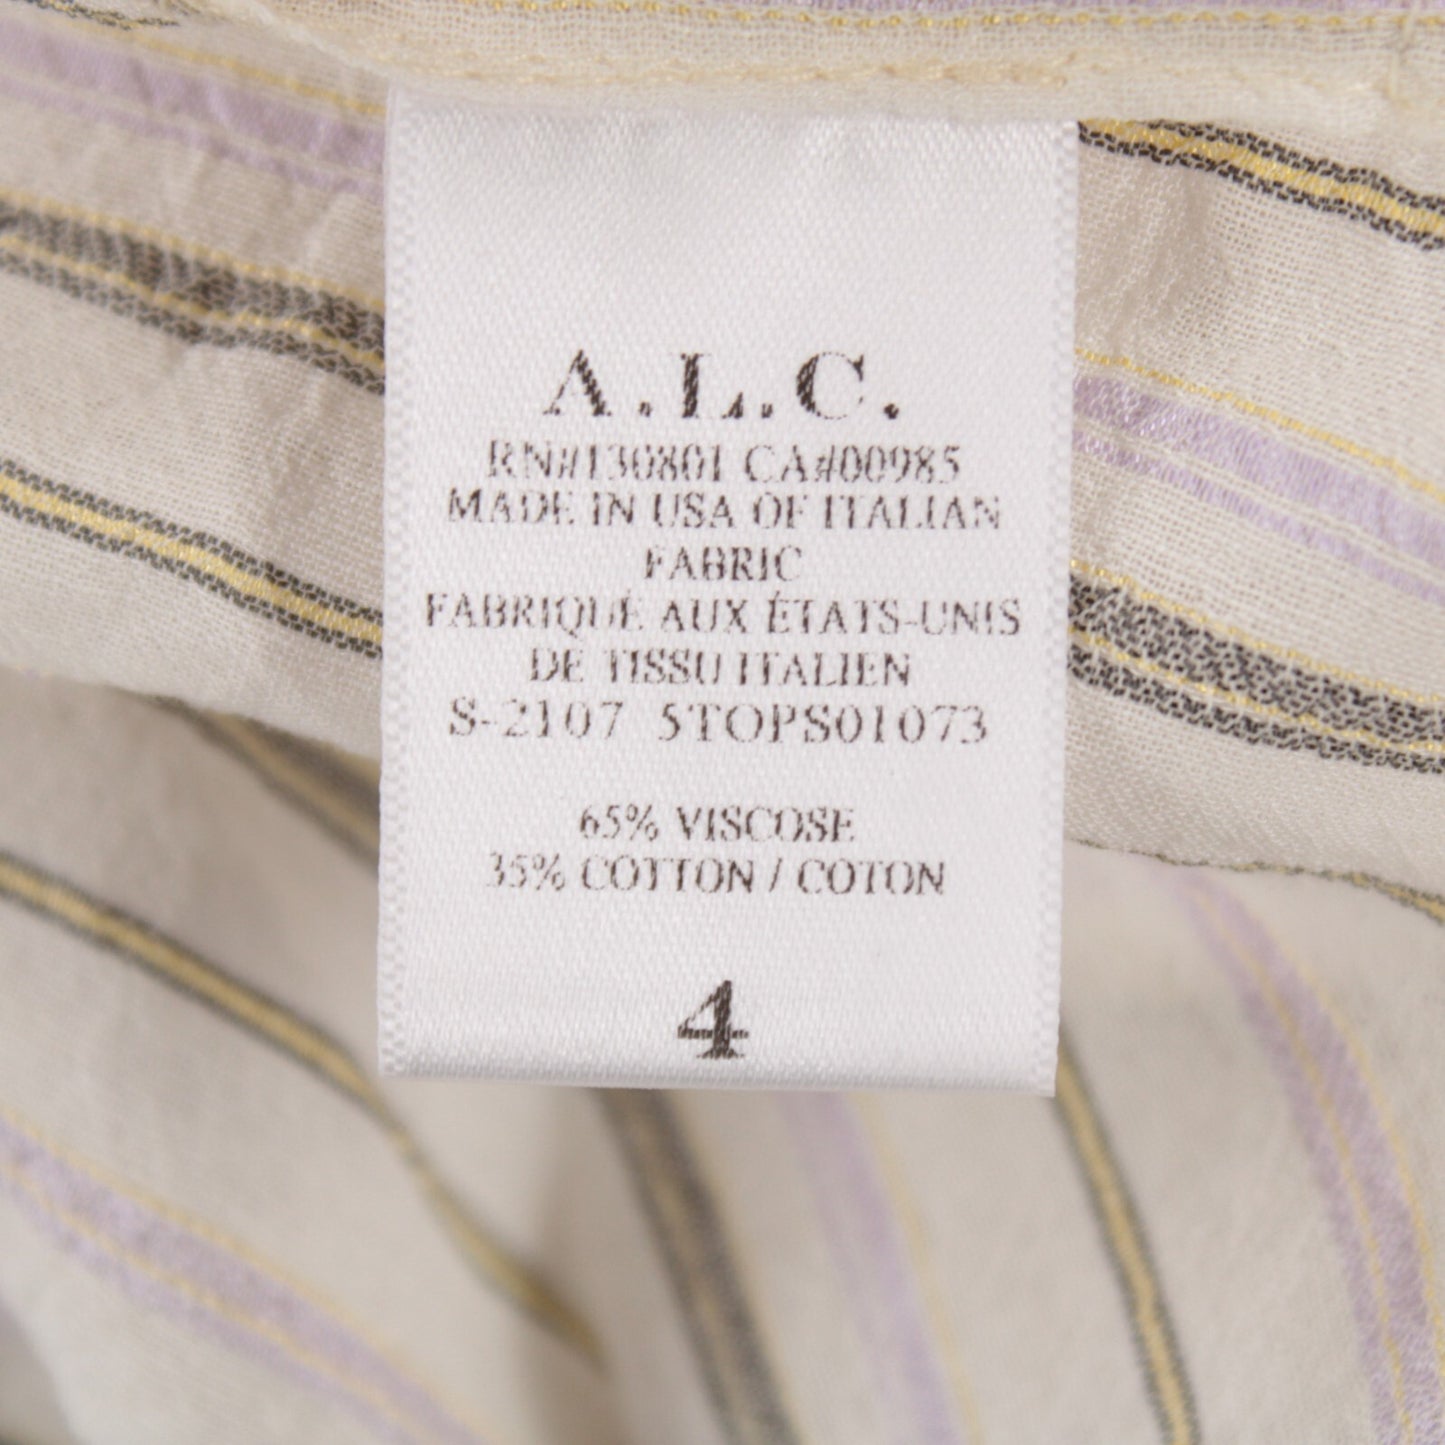 A.L.C.
RN#130801 CA#00985
MADE IN USA OF ITALIAN
FABRIC
FABRIQUÉ AUX ÉTATS-UNIS
DE TISSU ITALIEN
S-2107 5TOPS01073
65% VISCOSE
35% COTTON / COTON
4